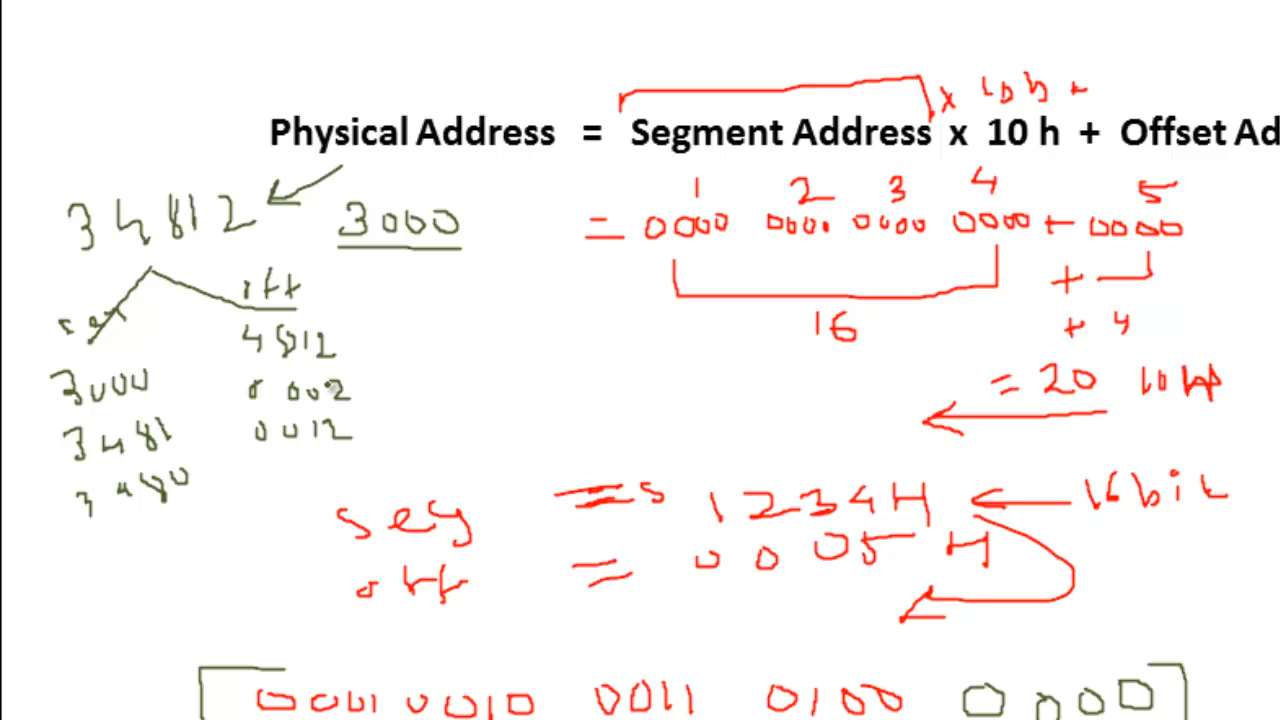 x 10 h +
Physical Address = Segment Address x 10 h + Offset Ad
1 2 3 4 5
34812 3000 = 0000 0000 0000 0000 + 0000
+
off 16 + 4
4812
3000 0002 = 20
3481 0012
3480
seg = 1234H 16 bit
off = 0005 H
0001 0010 0011 0100 0000